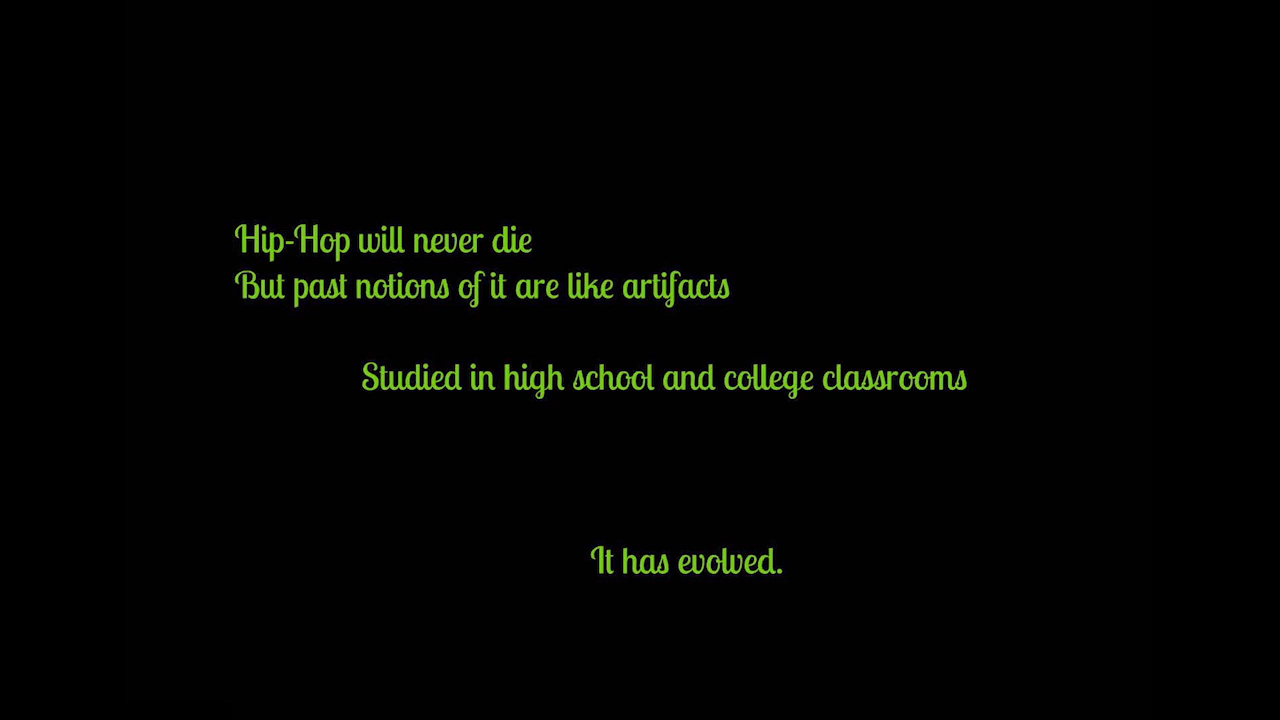 Hip-Hop will never die
But past notions of it are like artifacts
Studied in high school and college classrooms
It has evolved.